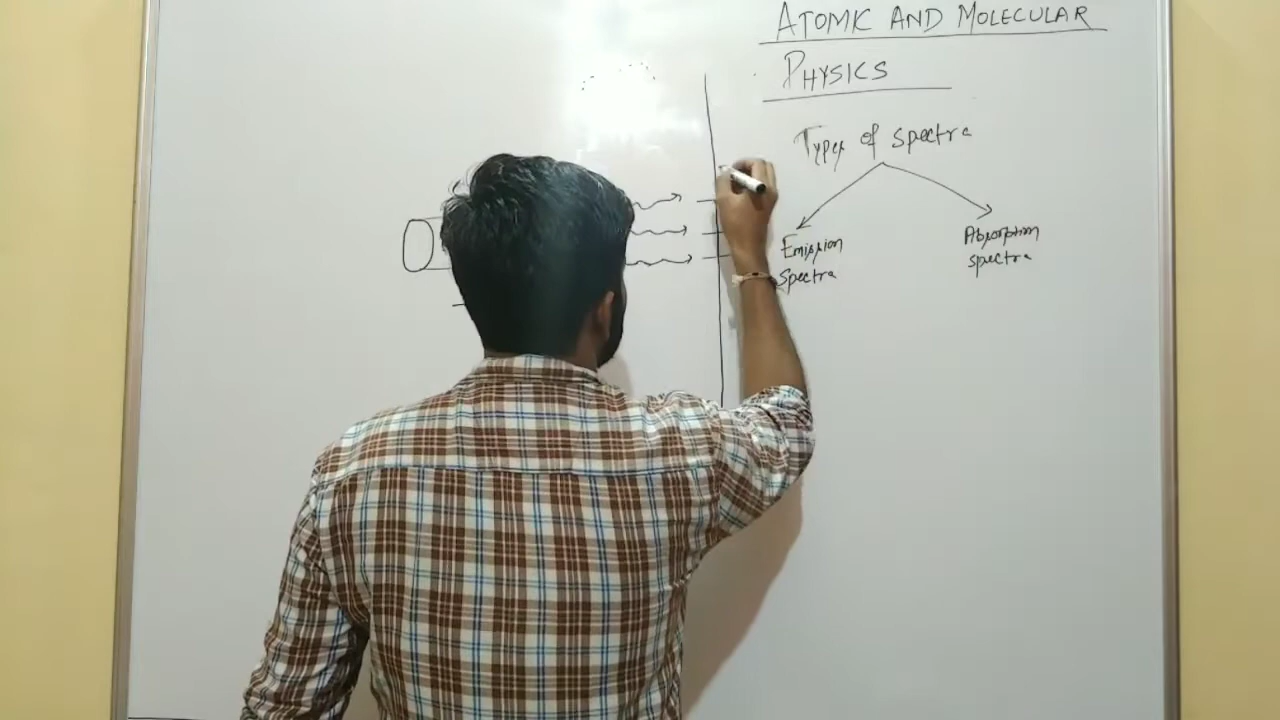 ATOMIC AND MOLECULAR
PHYSICS
Types of spectra
Emission
spectra
Absorption
spectra